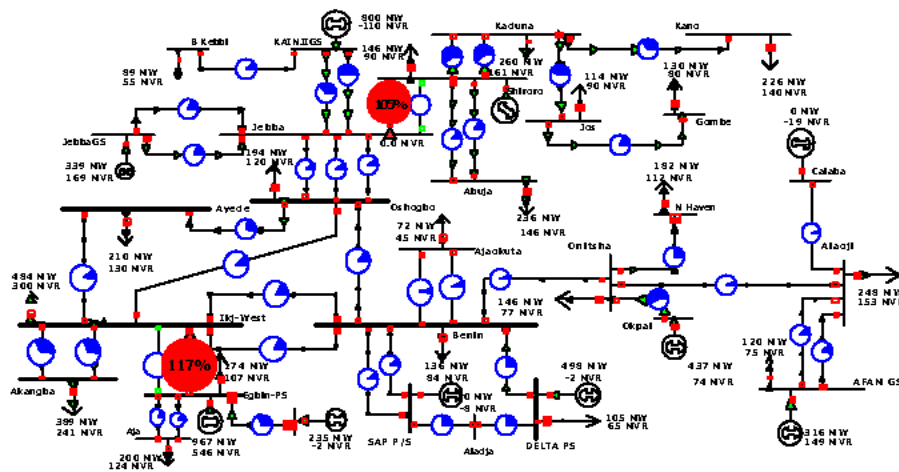 800 MW
-110 MVR
Kaduna
Kano
B Kebbi
KAINJIGS
146 MW
90 MVR
260 MW
161 MVR
Shiroro
114 MW
90 MVR
130 MW
80 MVR
226 MW
140 MVR
89 MW
55 MVR
105%
0 MW
-19 MVR
Jos
Gombe
Jebba
JebbaGS
0.0 MVR
194 MW
120 MVR
182 MW
112 MVR
Calaba
339 MW
169 MVR
Abuja
N Haven
Ayede
Oshogbo
236 MW
146 MVR
72 MW
45 MVR
Ajaokuta
Onitsha
Alaoji
210 MW
130 MVR
484 MW
300 MVR
146 MW
77 MVR
248 MW
153 MVR
Ikj-West
Benin
Okpai
117%
174 MW
107 MVR
136 MW
84 MVR
498 MW
-2 MVR
437 MW
74 MVR
120 MW
75 MVR
Akangba
Egbin-PS
0 MW
-8 MVR
AFAN GS
389 MW
241 MVR
Aja
967 MW
546 MVR
235 MW
-2 MVR
SAP P/S
Aladja
DELTA PS
105 MW
65 MVR
316 MW
149 MVR
200 MW
124 MVR